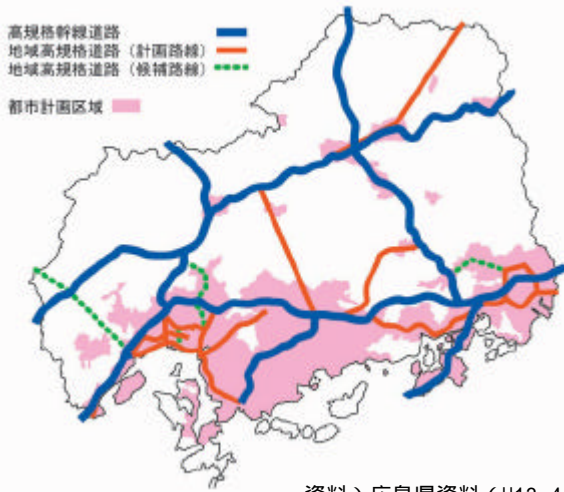 高規格幹線道路
地域高規格道路（計画路線）
地域高規格道路（候補路線）
都市計画区域
資料）広島県資料（H13.4